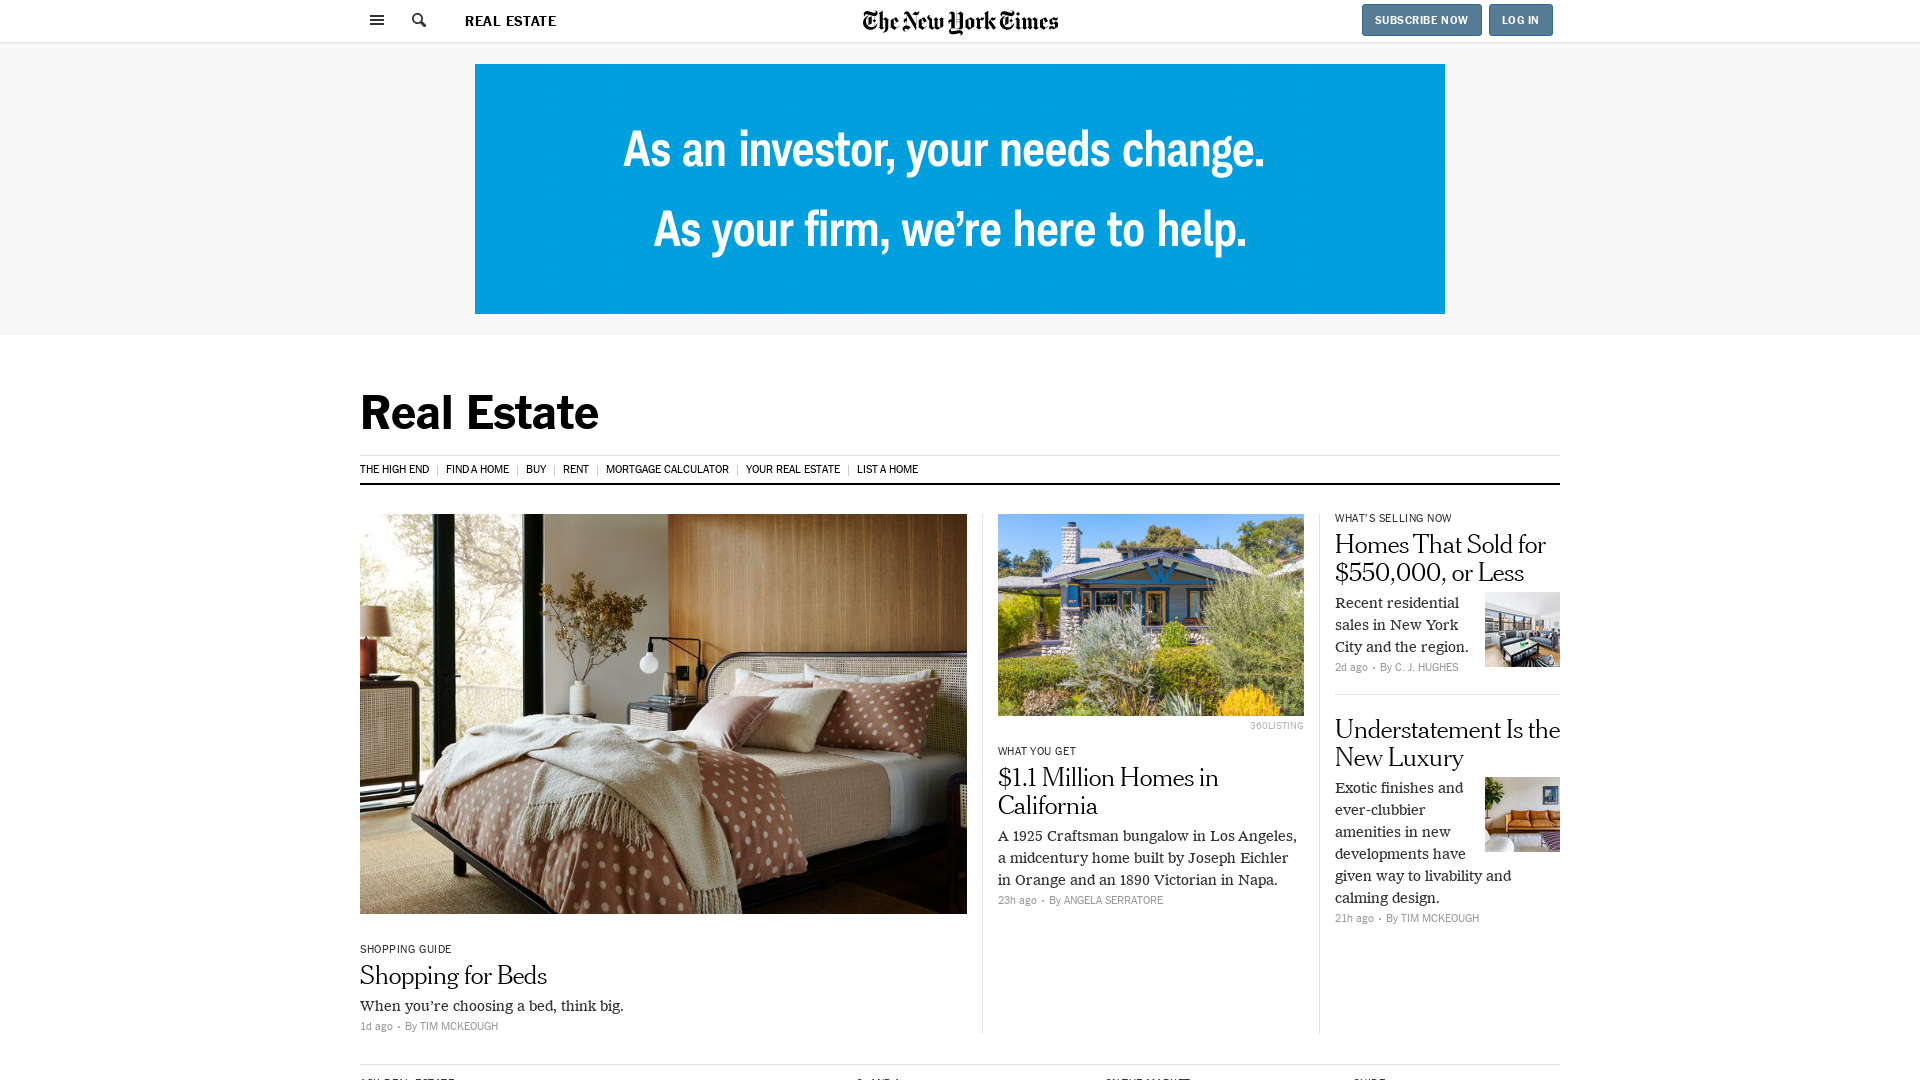 REAL ESTATE
The New York Times
SUBSCRIBE NOW
LOG IN
As an investor, your needs change.
As your firm, we’re here to help.
Real Estate
THE HIGH END
FIND A HOME
BUY
RENT
MORTGAGE CALCULATOR
YOUR REAL ESTATE
LIST A HOME
SHOPPING GUIDE
Shopping for Beds
When you’re choosing a bed, think big.
1d ago • By TIM MCKEOUGH
360LISTING
WHAT YOU GET
$1.1 Million Homes in
California
A 1925 Craftsman bungalow in Los Angeles,
a midcentury home built by Joseph Eichler
in Orange and an 1890 Victorian in Napa.
23h ago • By ANGELA SERRATORE
WHAT’S SELLING NOW
Homes That Sold for
$550,000, or Less
Recent residential
sales in New York
City and the region.
2d ago • By C. J. HUGHES
Understatement Is the
New Luxury
Exotic finishes and
ever-clubbier
amenities in new
developments have
given way to livability and
calming design.
21h ago • By TIM MCKEOUGH
ASK REAL ESTATE
ON THE MARKET